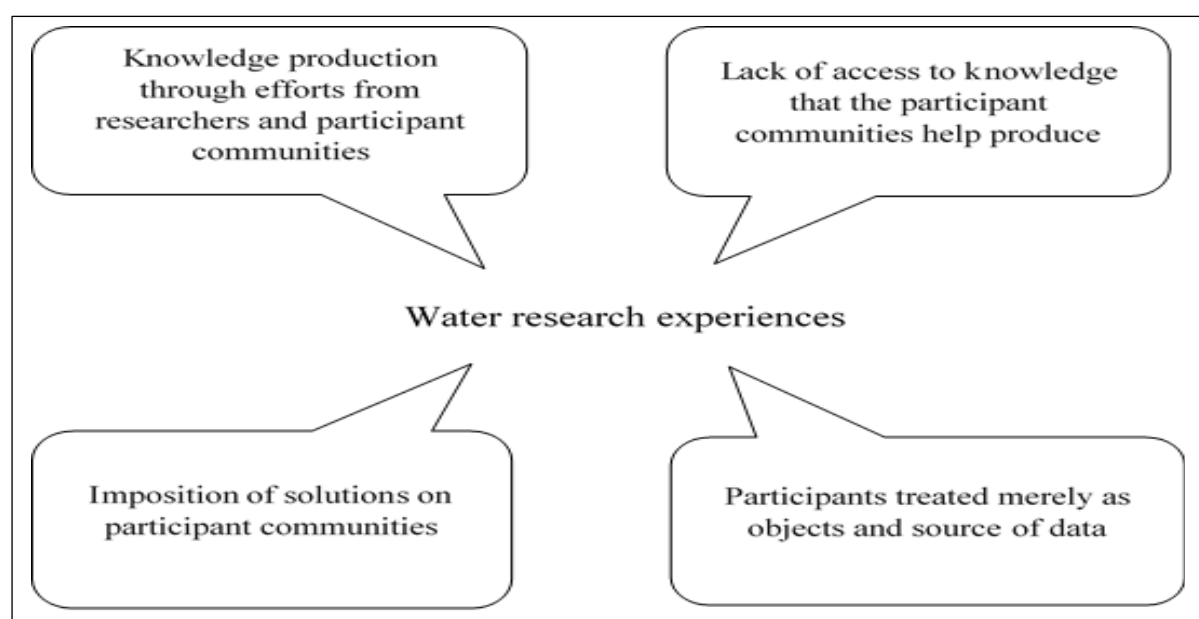 Knowledge production
through efforts from
researchers and participant
communities
Lack of access to knowledge
that the participant
communities help produce
Water research experiences
Imposition of solutions on
participant communities
Participants treated merely as
objects and source of data